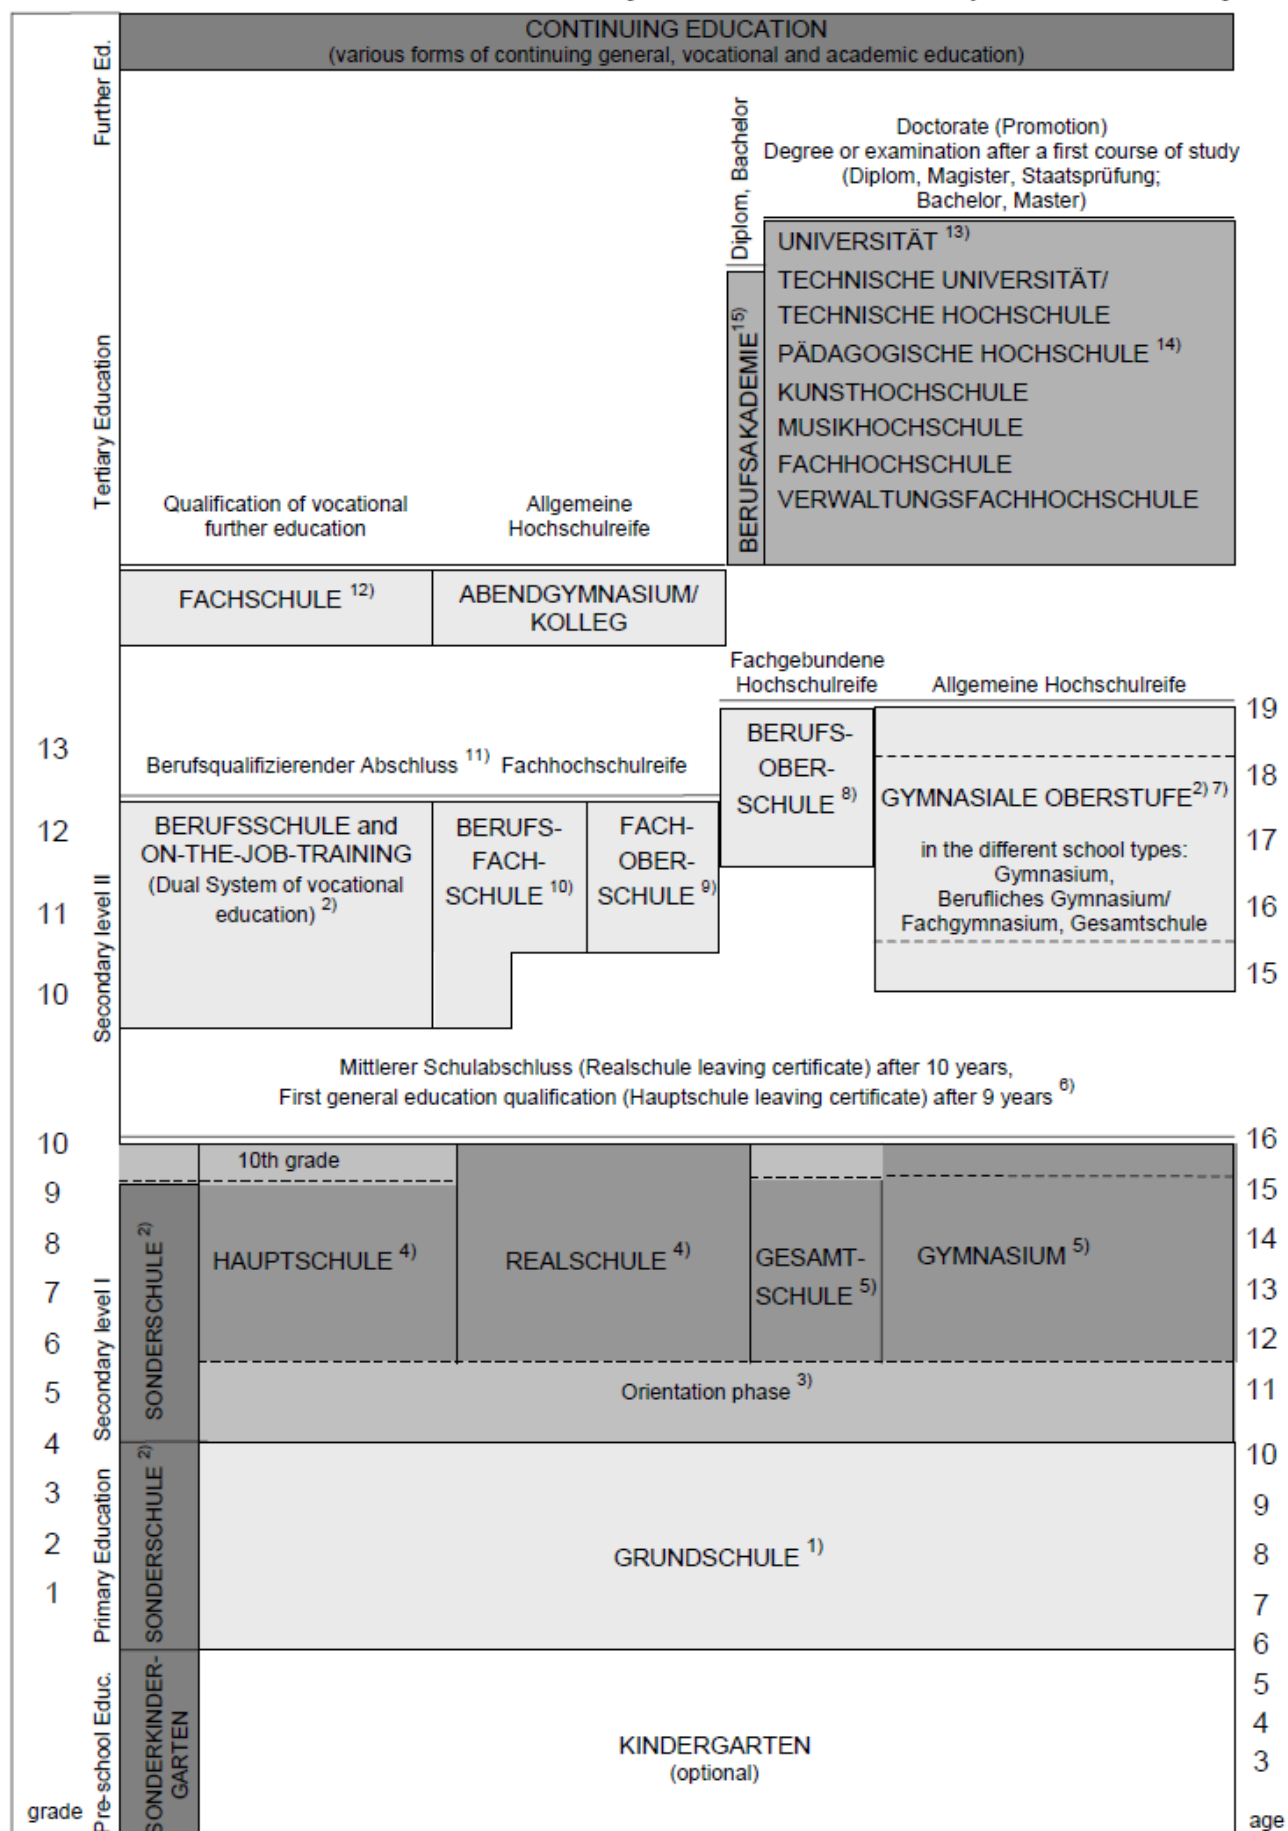 CONTINUING EDUCATION
(various forms of continuing general, vocational and academic education)
Further Ed.
Diplom, Bachelor
Doctorate (Promotion)
Degree or examination after a first course of study
(Diplom, Magister, Staatsprüfung;
Bachelor, Master)
Tertiary Education
BERUFSAKADEMIE 15)
UNIVERSITÄT 13)
TECHNISCHE UNIVERSITÄT/
TECHNISCHE HOCHSCHULE
PÄDAGOGISCHE HOCHSCHULE 14)
KUNSTHOCHSCHULE
MUSIKHOCHSCHULE
FACHHOCHSCHULE
VERWALTUNGSFACHHOCHSCHULE
Qualification of vocational
further education
Allgemeine
Hochschulreife
FACHSCHULE 12)
ABENDGYMNASIUM/
KOLLEG
Fachgebundene
Hochschulreife
Allgemeine Hochschulreife
19
13
18
12
17
11
16
10
15
Secondary level II
Berufsqualifizierender Abschluss 11)
Fachhochschulreife
BERUFSSCHULE and
ON-THE-JOB-TRAINING
(Dual System of vocational
education) 2)
BERUFS-
FACH-
SCHULE 10)
FACH-
OBER-
SCHULE 9)
BERUFS-
OBER-
SCHULE 8)
GYMNASIALE OBERSTUFE 2) 7)
in the different school types:
Gymnasium,
Berufliches Gymnasium/
Fachgymnasium, Gesamtschule
Mittlerer Schulabschluss (Realschule leaving certificate) after 10 years,
First general education qualification (Hauptschule leaving certificate) after 9 years 6)
10
16
9
15
8
14
7
13
6
12
5
11
4
10
Secondary level I
10th grade
SONDERSCHULE 2)
HAUPTSCHULE 4)
REALSCHULE 4)
GESAMT-
SCHULE 5)
GYMNASIUM 5)
Orientation phase 3)
3
9
2
8
1
7
6
Primary Education
SONDERSCHULE 2)
GRUNDSCHULE 1)
5
4
3
Pre-school Educ.
SONDERKINDER-
GARTEN
KINDERGARTEN
(optional)
grade
age